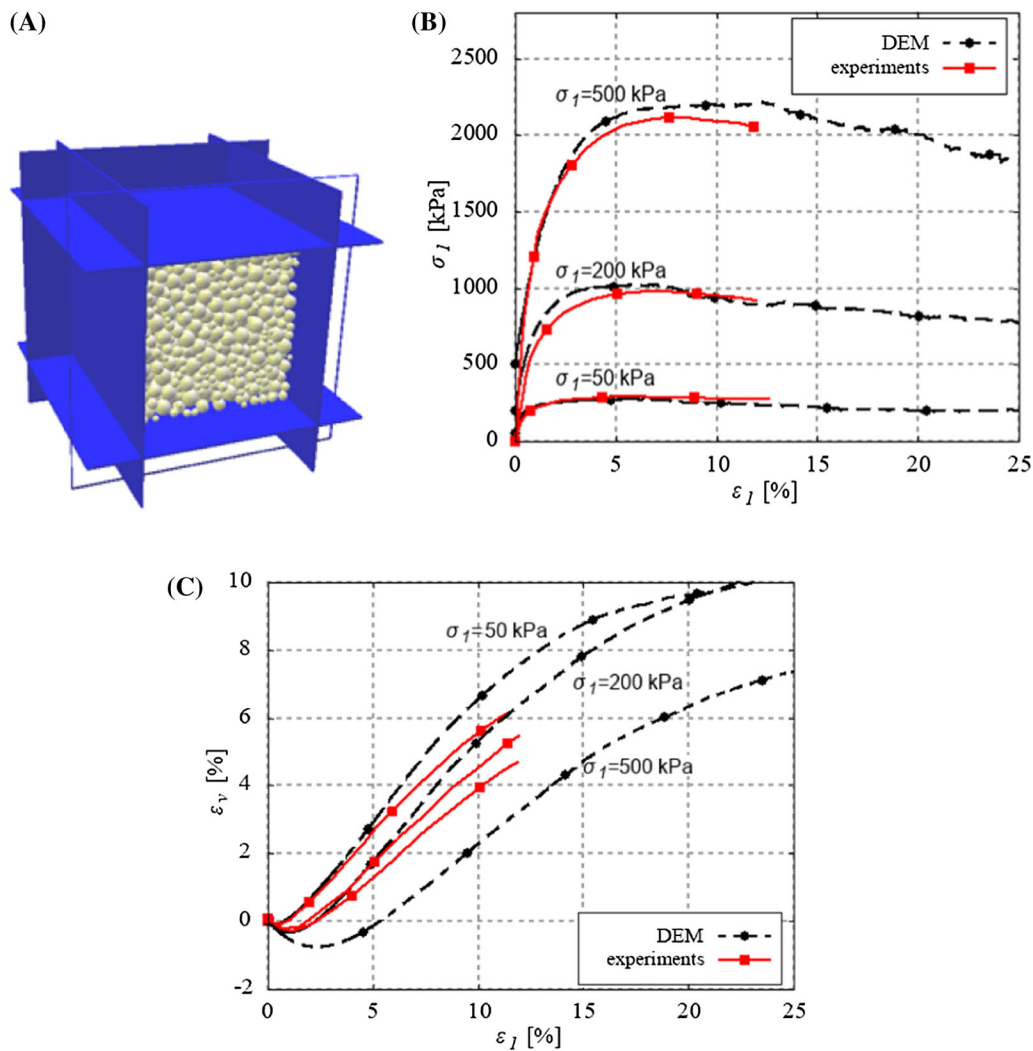 (A)
(B)
DEM
experiments
2500
2000
1500
1000
500
0
σ1 [kPa]
σ1=500 kPa
σ1=200 kPa
σ1=50 kPa
0 5 10 15 20 25
ε1 [%]
(C)
10
8
6
4
2
0
-2
εv [%]
σ1=50 kPa
σ1=200 kPa
σ1=500 kPa
DEM
experiments
0 5 10 15 20 25
ε1 [%]